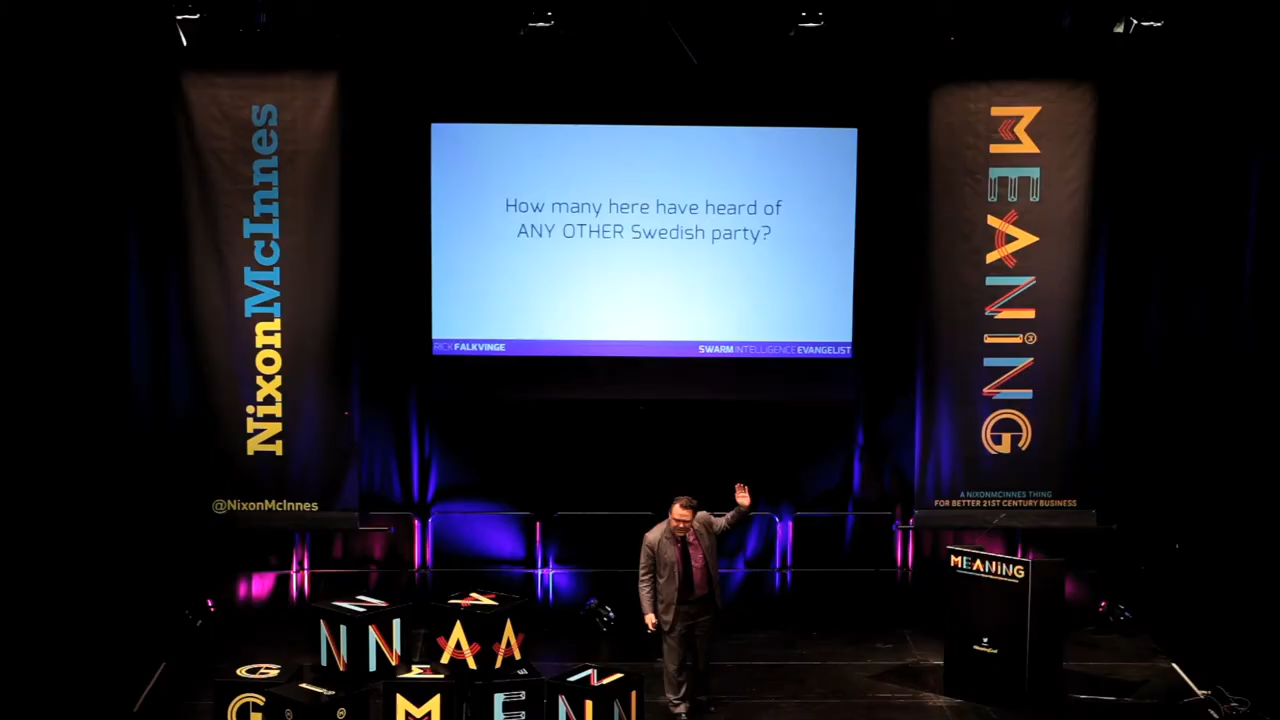 NixonMcInnes
@NixonMcInnes
How many here have heard of
ANY OTHER Swedish party?
RICK FALKVINGE
SWARM INTELLIGENCE EVANGELIST
MEANING
A NIXONMCINNES THING
FOR BETTER 21ST CENTURY BUSINESS
MEANING
N
N N
A A
G
G
M
E
N
N